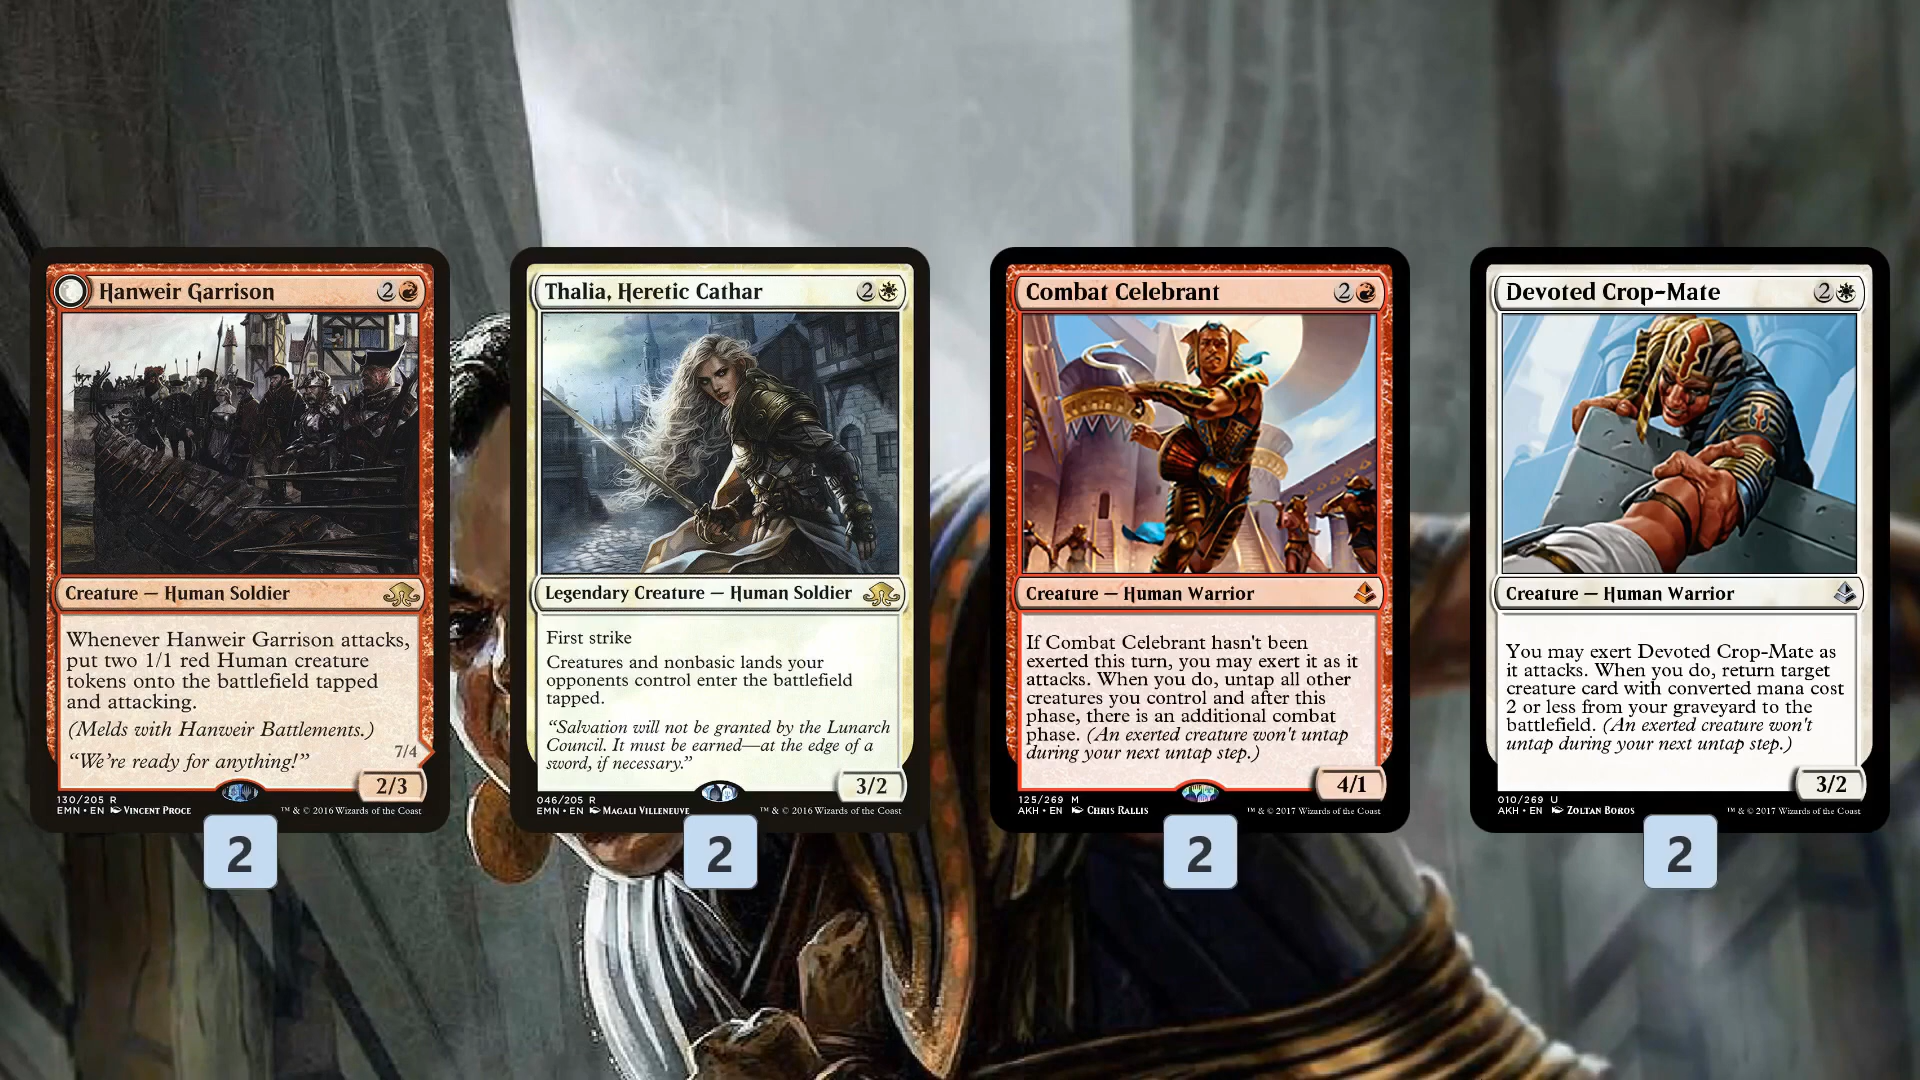 Hanweir Garrison
2
Creature — Human Soldier
Whenever Hanweir Garrison attacks,
put two 1/1 red Human creature
tokens onto the battlefield tapped
and attacking.
(Melds with Hanweir Battlements.)
“We're ready for anything!”
7/4
2/3
130/205 R
EMN • EN Vincent Proce
™ & © 2016 Wizards of the Coast
2
Thalia, Heretic Cathar
2
Legendary Creature — Human Soldier
First strike
Creatures and nonbasic lands your
opponents control enter the battlefield
tapped.
“Salvation will not be granted by the Lunarch
Council. It must be earned—at the edge of a
sword, if necessary.”
3/2
046/205 R
EMN • EN Magali Villeneuve
™ & © 2016 Wizards of the Coast
2
Combat Celebrant
2
Creature — Human Warrior
If Combat Celebrant hasn't been
exerted this turn, you may exert it as it
attacks. When you do, untap all other
creatures you control and after this
phase, there is an additional combat
phase. (An exerted creature won't untap
during your next untap step.)
4/1
125/269 M
AKH • EN Chris Rallis
™ & © 2017 Wizards of the Coast
2
Devoted Crop-Mate
2
Creature — Human Warrior
You may exert Devoted Crop-Mate as
it attacks. When you do, return target
creature card with converted mana cost
2 or less from your graveyard to the
battlefield. (An exerted creature won't
untap during your next untap step.)
3/2
010/269 U
AKH • EN Zoltan Boros
™ & © 2017 Wizards of the Coast
2